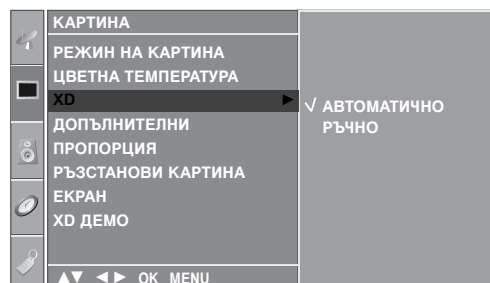 КАРТИНА
РЕЖИН НА КАРТИНА
ЦВЕТНА ТЕМПЕРАТУРА
XD ►
√ АВТОМАТИЧНО
РЪЧНО
ДОПЪЛНИТЕЛНИ
ПРОПОРЦИЯ
РЪЗСТАНОВИ КАРТИНА
ЕКРАН
XD ДЕМО
▲▼ ◄► OK MENU